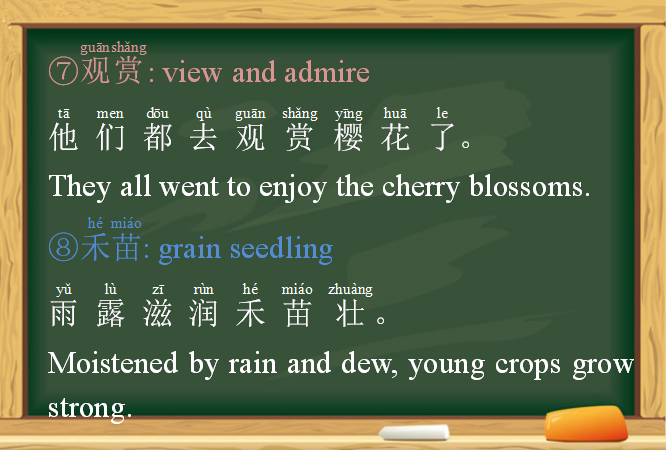 guānshǎng
⑦观赏: view and admire
tā men dōu qù guān shǎng yīng huā le
他们都去观赏樱花了。
They all went to enjoy the cherry blossoms.
hé miáo
⑧禾苗: grain seedling
yǔ lù zī rùn hé miáo zhuàng
雨露滋润禾苗壮。
Moistened by rain and dew, young crops grow
strong.